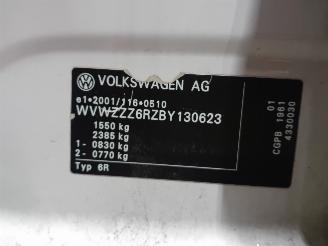 VOLKSWAGEN AG
e1*2001/116*0510
WVWZZZ6RZBY130623
1550 kg
2385 kg
1- 0830 kg
2- 0770 kg
Typ 6R
01
CGPB 1961
4330030